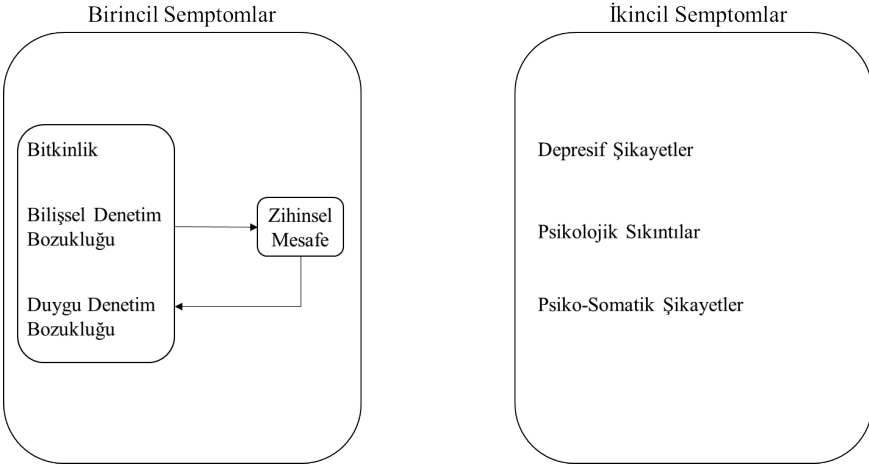 Birincil Semptomlar
Bitkinlik
Bilişsel Denetim
Bozukluğu
Duygu Denetim
Bozukluğu
Zihinsel
Mesafe
İkincil Semptomlar
Depresif Şikayetler
Psikolojik Sıkıntılar
Psiko-Somatik Şikayetler